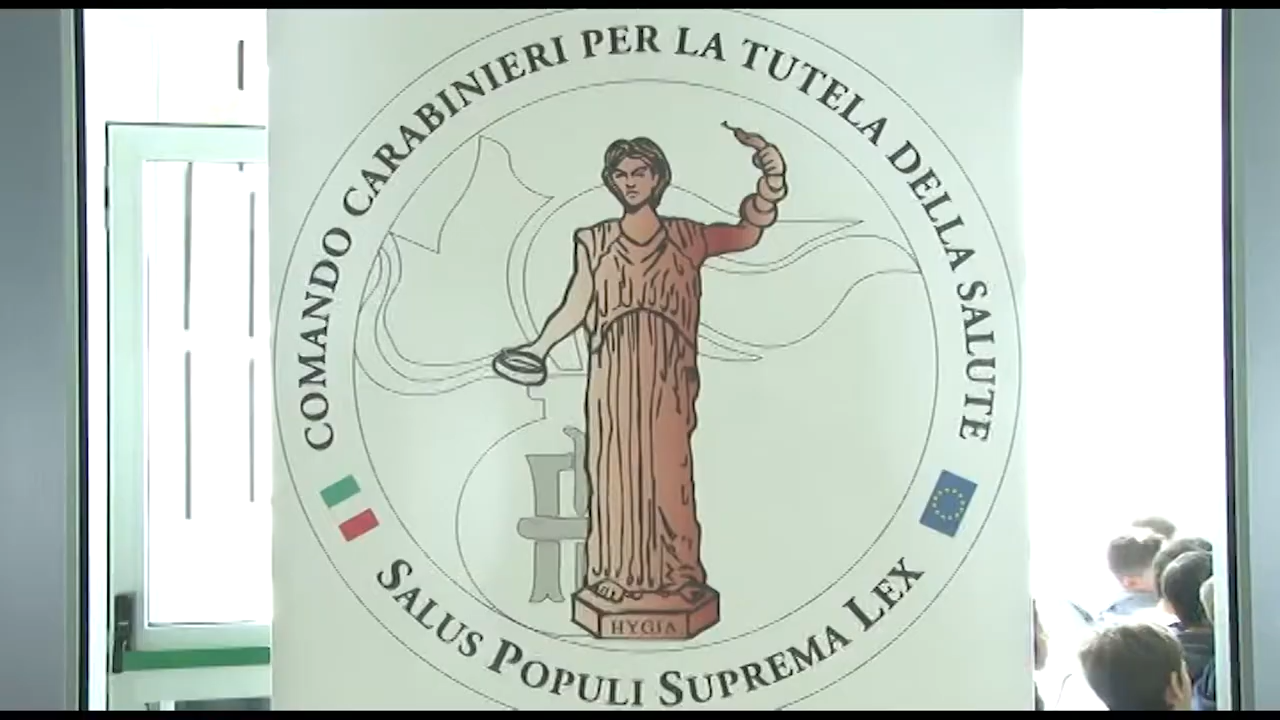 COMANDO CARABINIERI PER LA TUTELA DELLA SALUTE
HYGIA
SALUS POPULI SUPREMA LEX